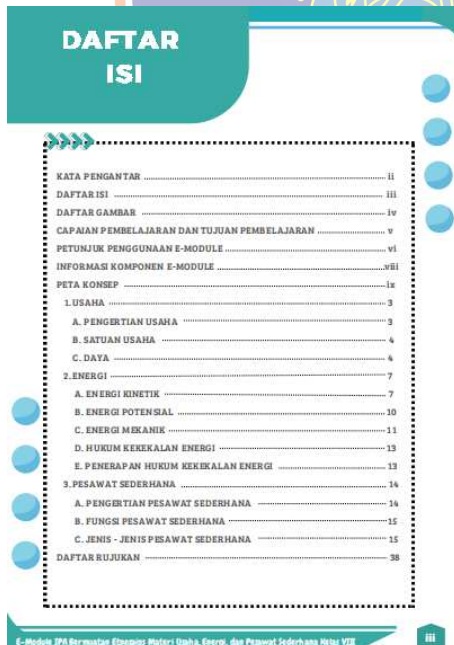 DAFTAR
ISI
KATA PENGANTAR ii
DAFTAR ISI iii
DAFTAR GAMBAR iv
CAPAIAN PEMBELAJARAN DAN TUJUAN PEMBELAJARAN v
PETUNJUK PENGGUNAAN E-MODULE vi
INFORMASI KOMPONEN E-MODULE viii
PETA KONSEP ix
1. USAHA 3
A. PENGERTIAN USAHA 3
B. SATUAN USAHA 4
C. DAYA 4
2. ENERGI 7
A. ENERGI KINETIK 7
B. ENERGI POTENSIAL 10
C. ENERGI MEKANIK 11
D. HUKUM KEKEKALAN ENERGI 13
E. PENERAPAN HUKUM KEKEKALAN ENERGI 13
3. PESAWAT SEDERHANA 14
A. PENGERTIAN PESAWAT SEDERHANA 14
B. FUNGSI PESAWAT SEDERHANA 15
C. JENIS - JENIS PESAWAT SEDERHANA 15
DAFTAR RUJUKAN 38
E-Module IPA Bermuatan Etnosains Materi Usaha, Energi, dan Pesawat Sederhana Kelas VIII
iii